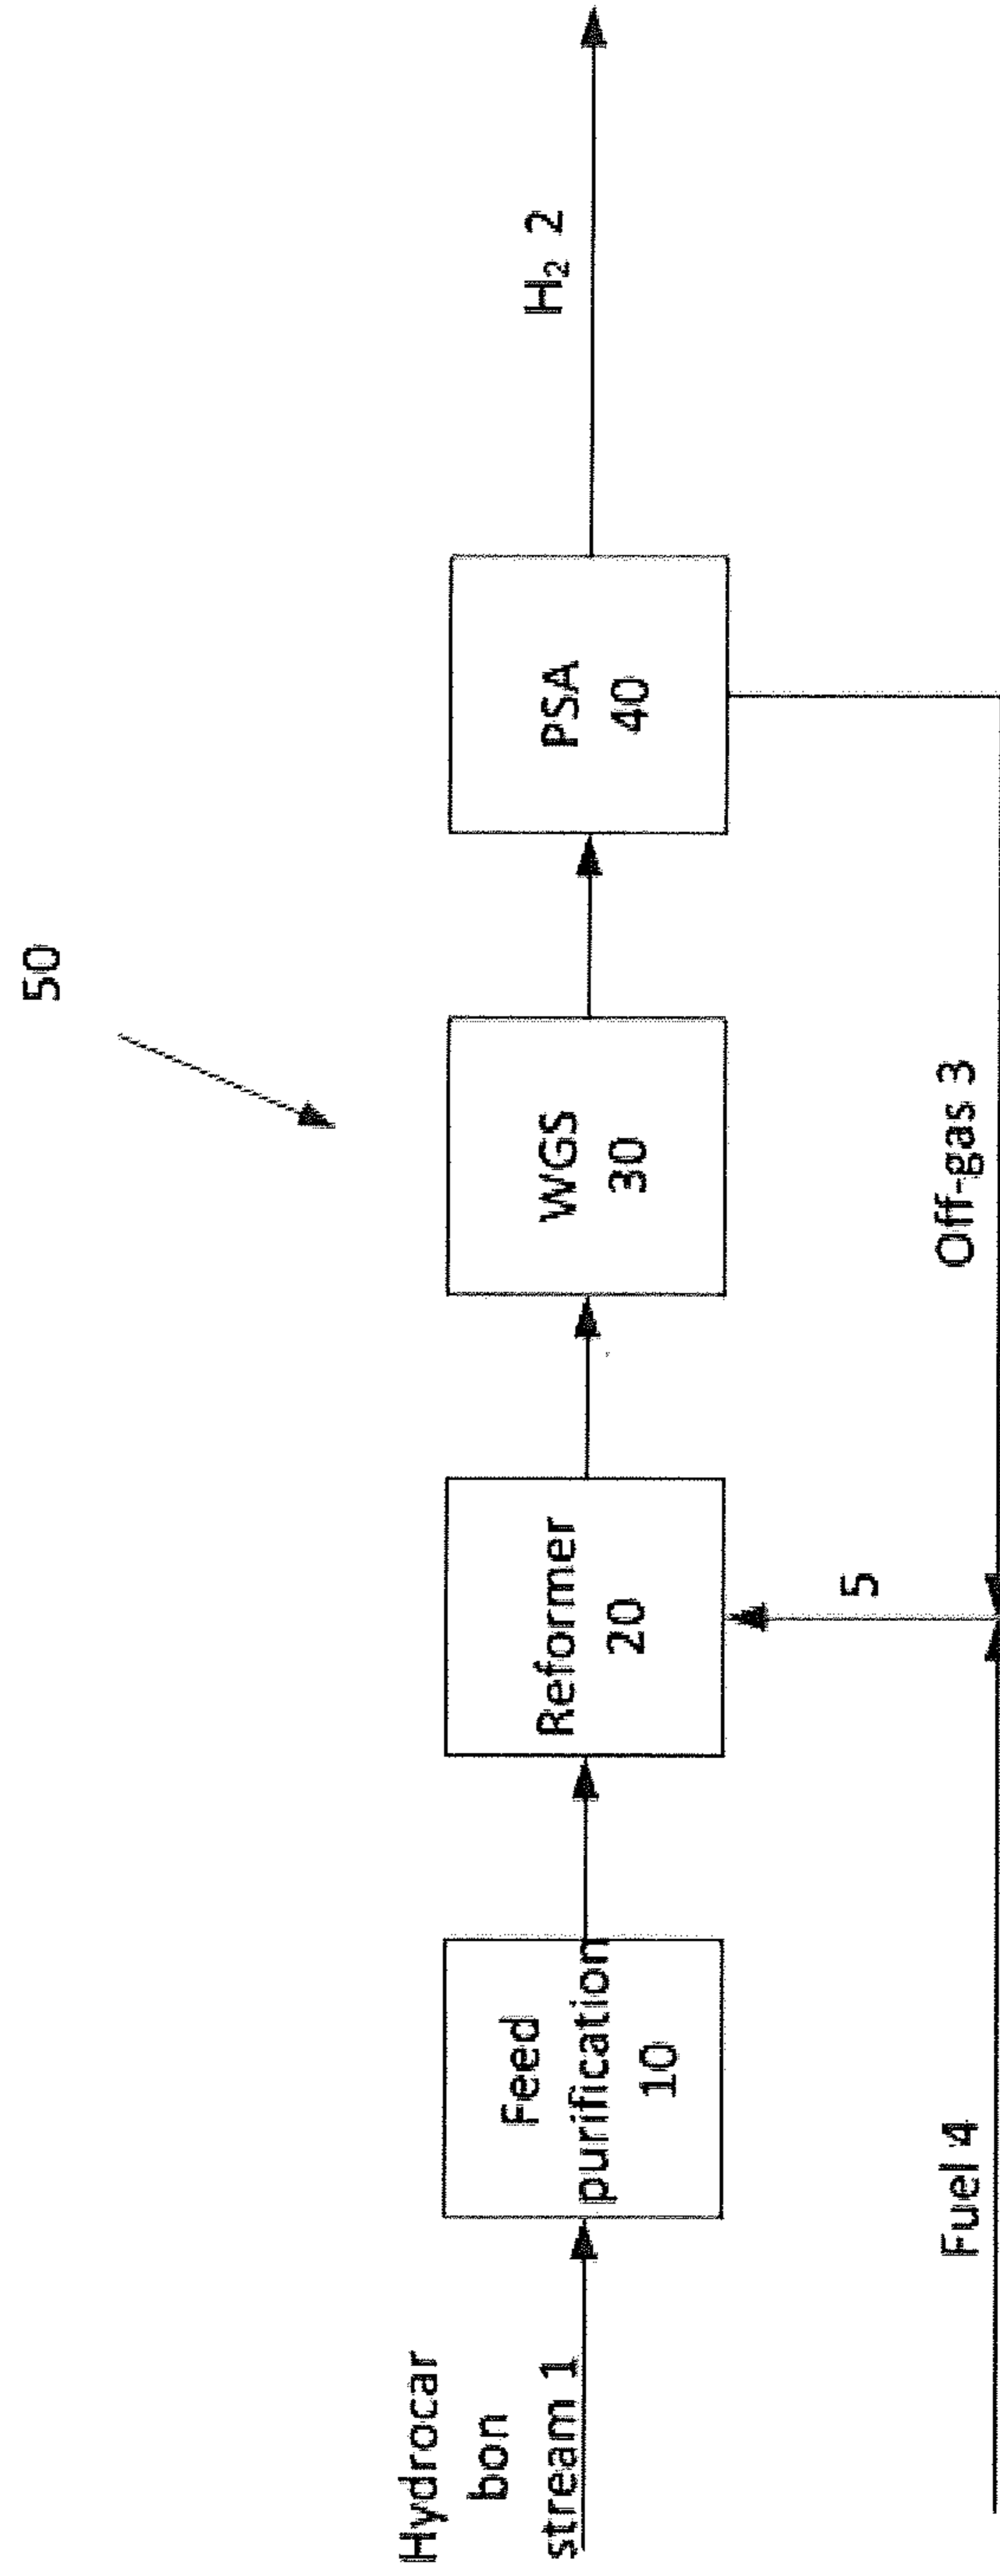 50
Hydrocar
bon
stream 1
Feed
purification
10
Reformer
20
WGS
30
PSA
40
H₂ 2
5
Fuel 4
Off-gas 3